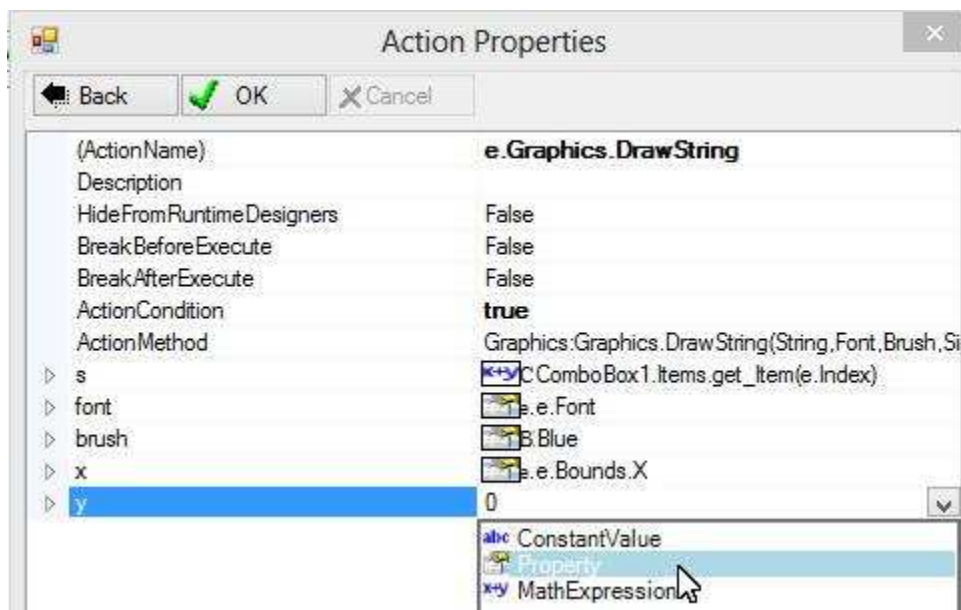 Action Properties
Back OK Cancel
(ActionName) e.Graphics.DrawString
Description
HideFromRuntimeDesigners False
BreakBeforeExecute False
BreakAfterExecute False
ActionCondition true
ActionMethod Graphics:Graphics.DrawString(String,Font,Brush,Si
s x+y C ComboBox1.Items.get_Item(e.Index)
font e.e.Font
brush B.Blue
x e.e.Bounds.X
y 0
abc ConstantValue
Property
x+y MathExpression